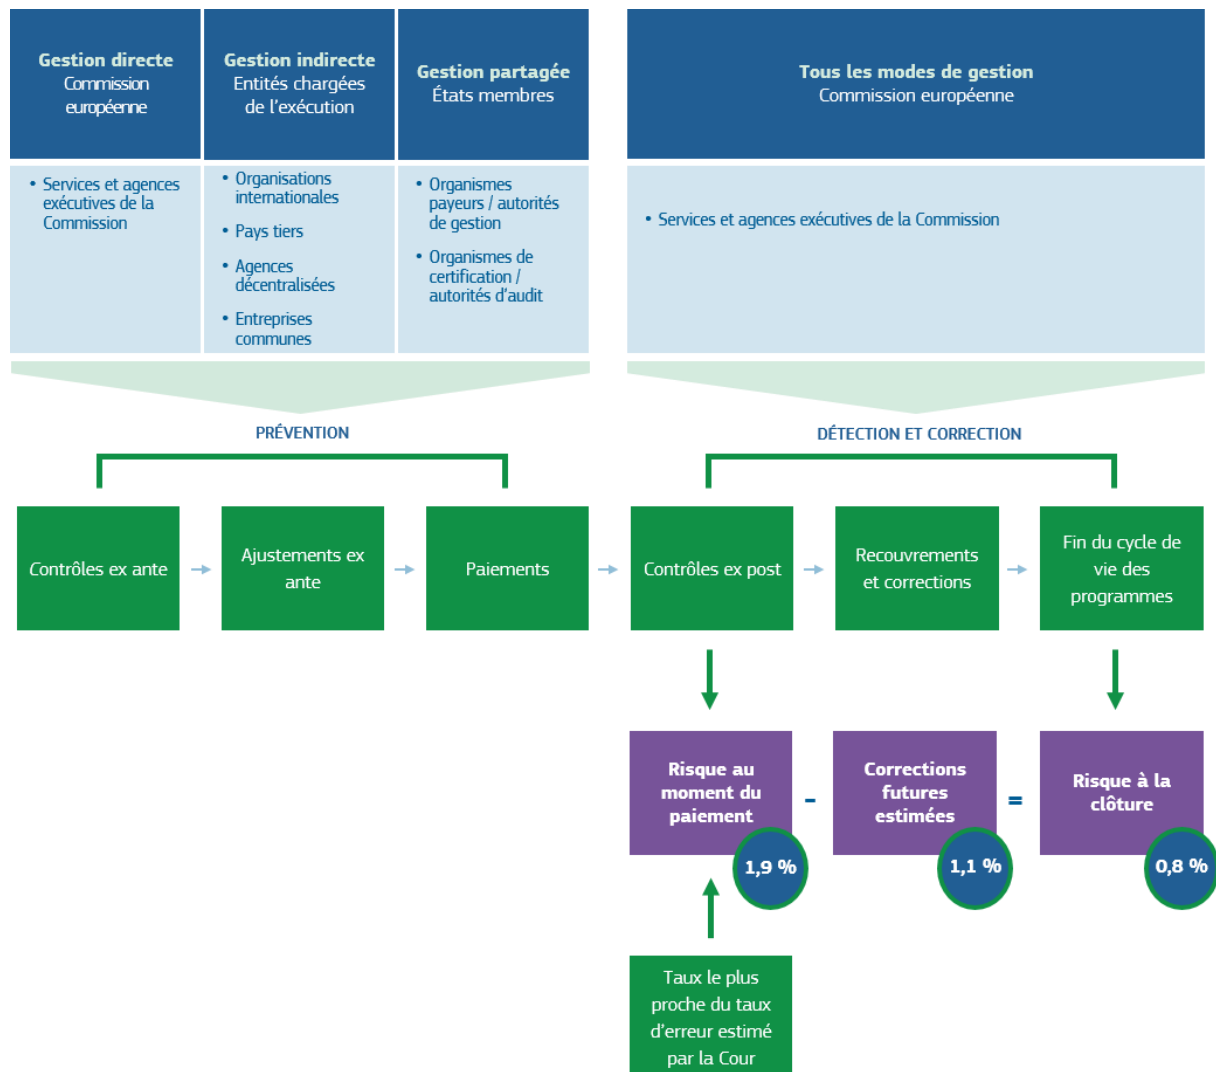 Gestion directe
Commission
européenne
Gestion indirecte
Entités chargées
de l'exécution
Gestion partagée
États membres
Tous les modes de gestion
Commission européenne
• Services et agences
exécutives de la
Commission
• Organisations
internationales
• Pays tiers
• Agences
décentralisées
• Entreprises
communes
• Organismes
payeurs / autorités
de gestion
• Organismes de
certification /
autorités d'audit
• Services et agences exécutives de la Commission
PRÉVENTION
DÉTECTION ET CORRECTION
Contrôles ex ante
Ajustements ex
ante
Paiements
Contrôles ex post
Recouvrements
et corrections
Fin du cycle de
vie des
programmes
Risque au
moment du
paiement
1,9 %
-
Corrections
futures
estimées
1,1 %
=
Risque à la
clôture
0,8 %
Taux le plus
proche du taux
d'erreur estimé
par la Cour